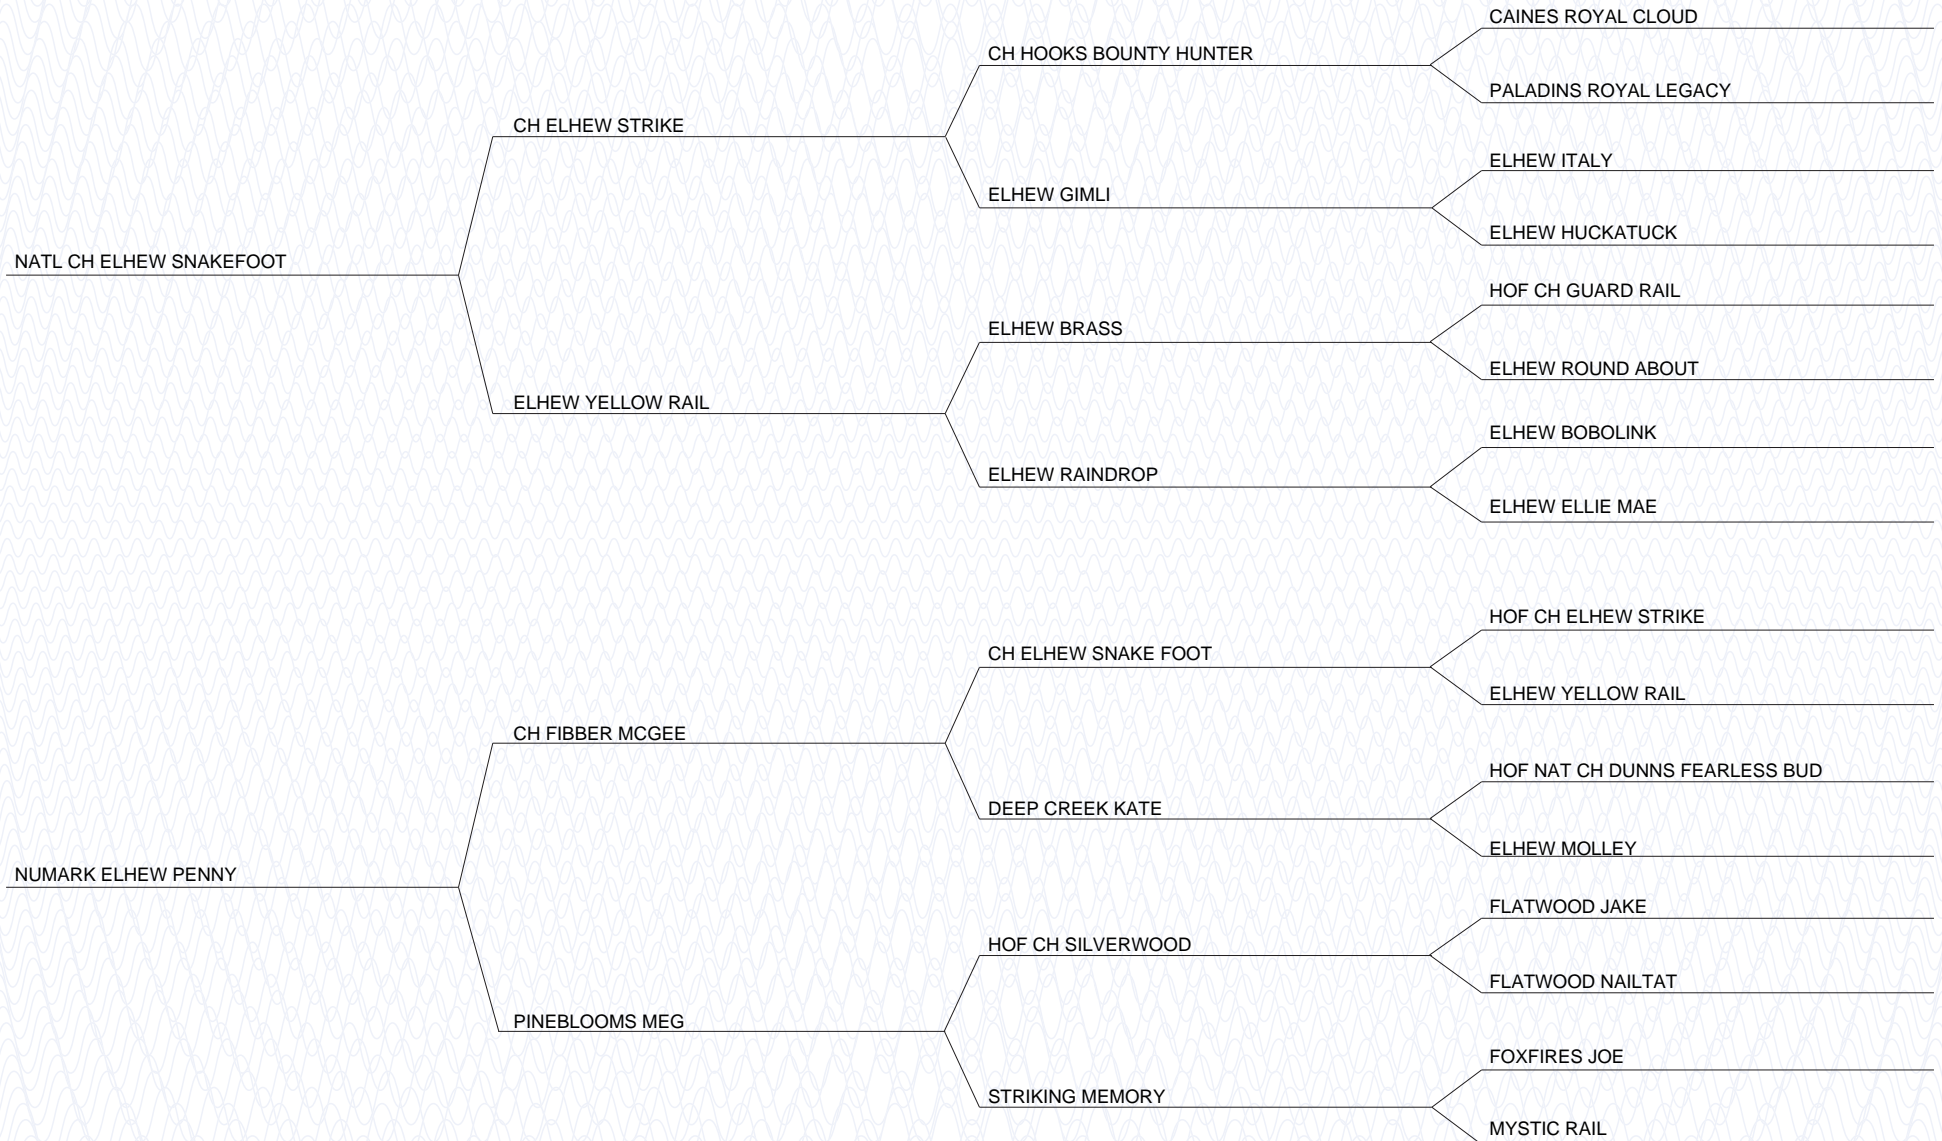 CAINES ROYAL CLOUD
CH HOOKS BOUNTY HUNTER
PALADINS ROYAL LEGACY
CH ELHEW STRIKE
ELHEW ITALY
ELHEW GIMLI
ELHEW HUCKATUCK
NATL CH ELHEW SNAKEFOOT
HOF CH GUARD RAIL
ELHEW BRASS
ELHEW ROUND ABOUT
ELHEW YELLOW RAIL
ELHEW BOBOLINK
ELHEW RAINDROP
ELHEW ELLIE MAE
HOF CH ELHEW STRIKE
CH ELHEW SNAKE FOOT
ELHEW YELLOW RAIL
CH FIBBER MCGEE
HOF NAT CH DUNNS FEARLESS BUD
DEEP CREEK KATE
ELHEW MOLLEY
NUMARK ELHEW PENNY
FLATWOOD JAKE
HOF CH SILVERWOOD
FLATWOOD NAILTAT
PINEBLOOMS MEG
FOXFIRES JOE
STRIKING MEMORY
MYSTIC RAIL